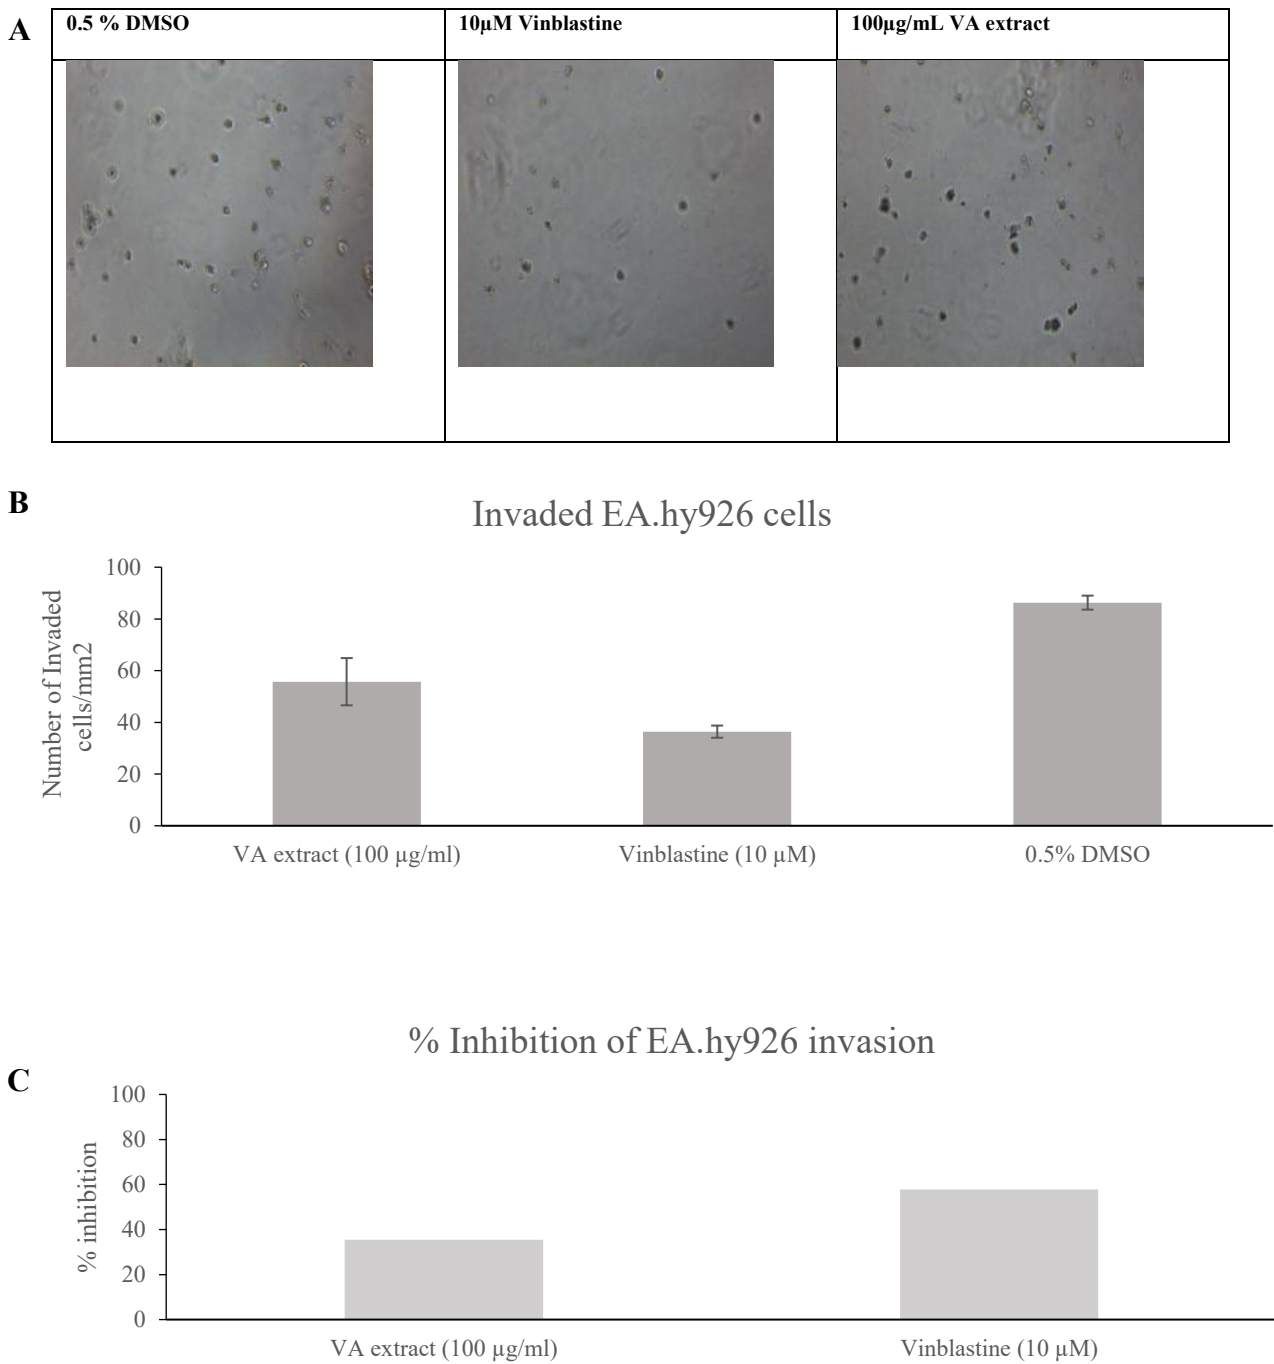 A
0.5 % DMSO
10µM Vinblastine
100µg/mL VA extract
B
Invaded EA.hy926 cells
Number of Invaded
cells/mm2
100
80
60
40
20
0
VA extract (100 µg/ml)
Vinblastine (10 µM)
0.5% DMSO
% Inhibition of EA.hy926 invasion
C
% inhibition
100
80
60
40
20
0
VA extract (100 µg/ml)
Vinblastine (10 µM)